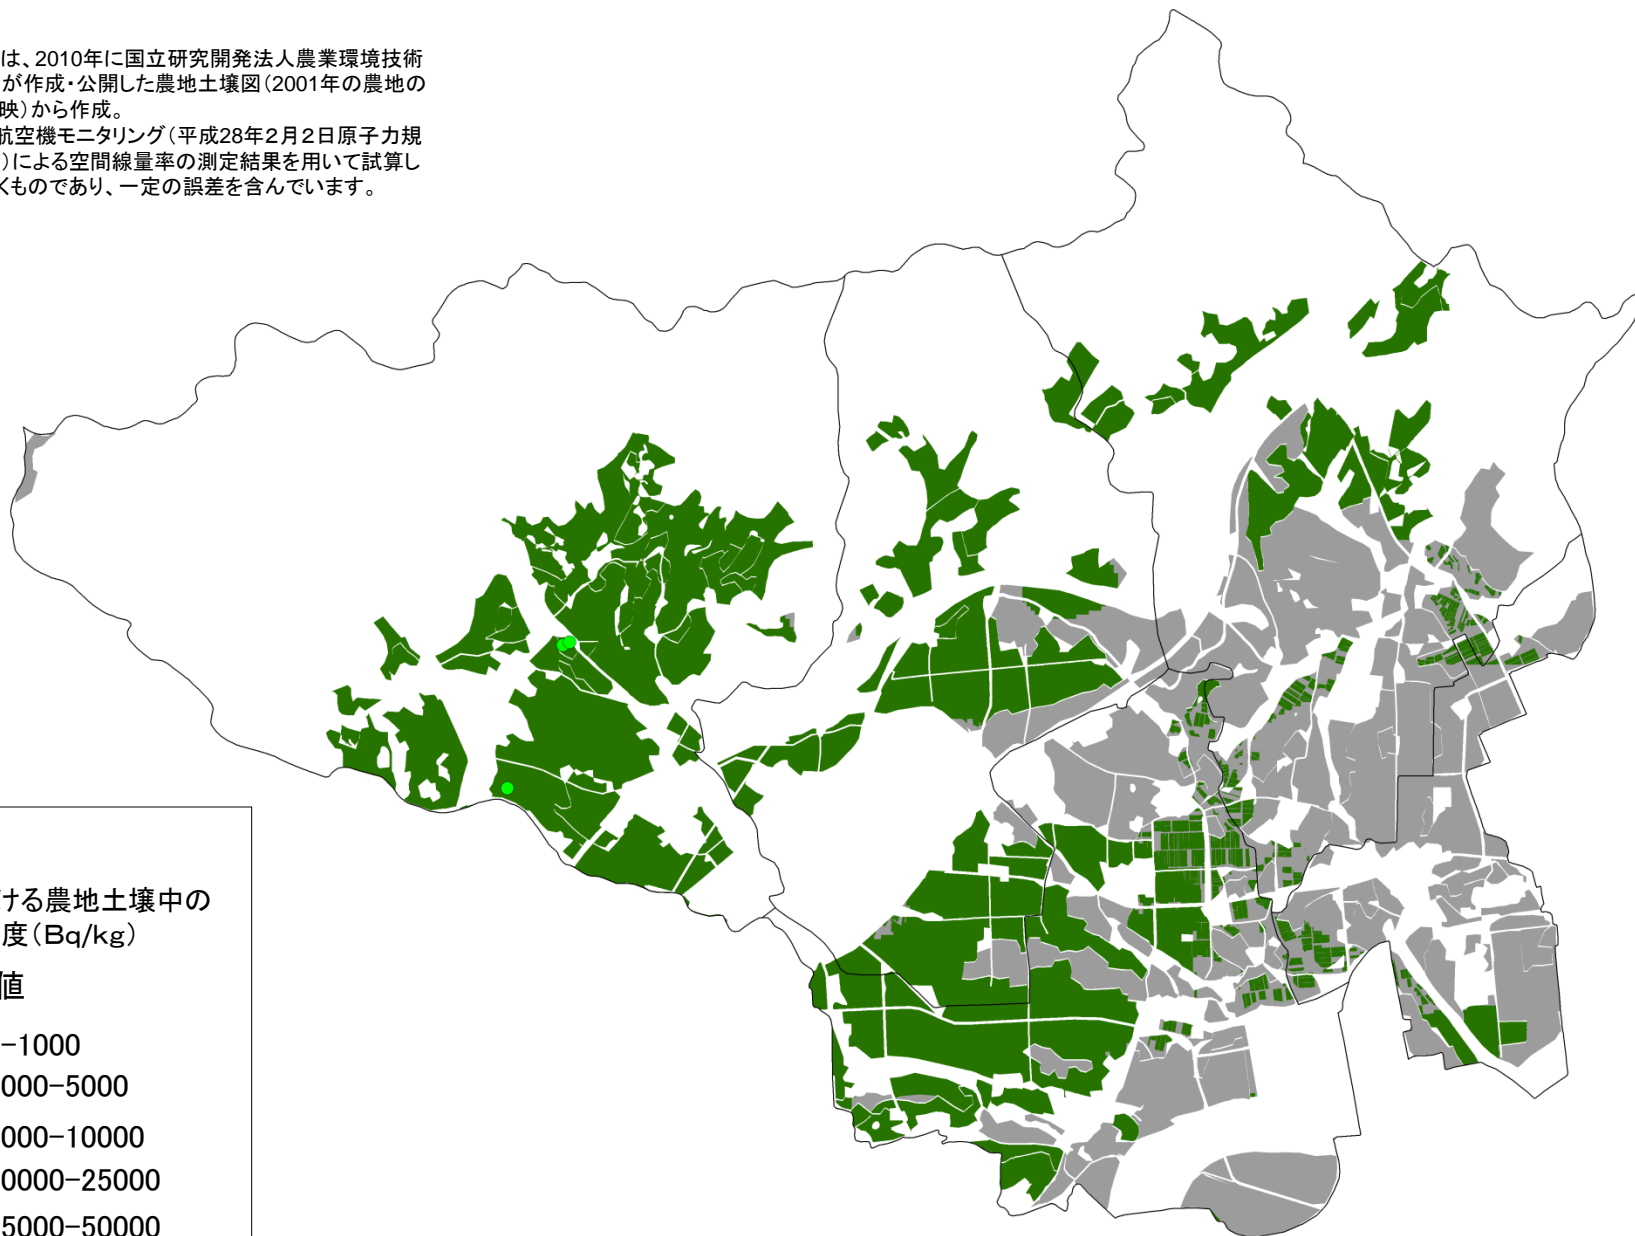 は、2010年に国立研究開発法人農業環境技術
が作成・公開した農地土壌図（2001年の農地の
映）から作成。
航空機モニタリング（平成28年２月２日原子力規
）による空間線量率の測定結果を用いて試算し
くものであり、一定の誤差を含んでいます。
ける農地土壌中の
度（Bq/kg）
値
-1000
000-5000
000-10000
0000-25000
5000-50000